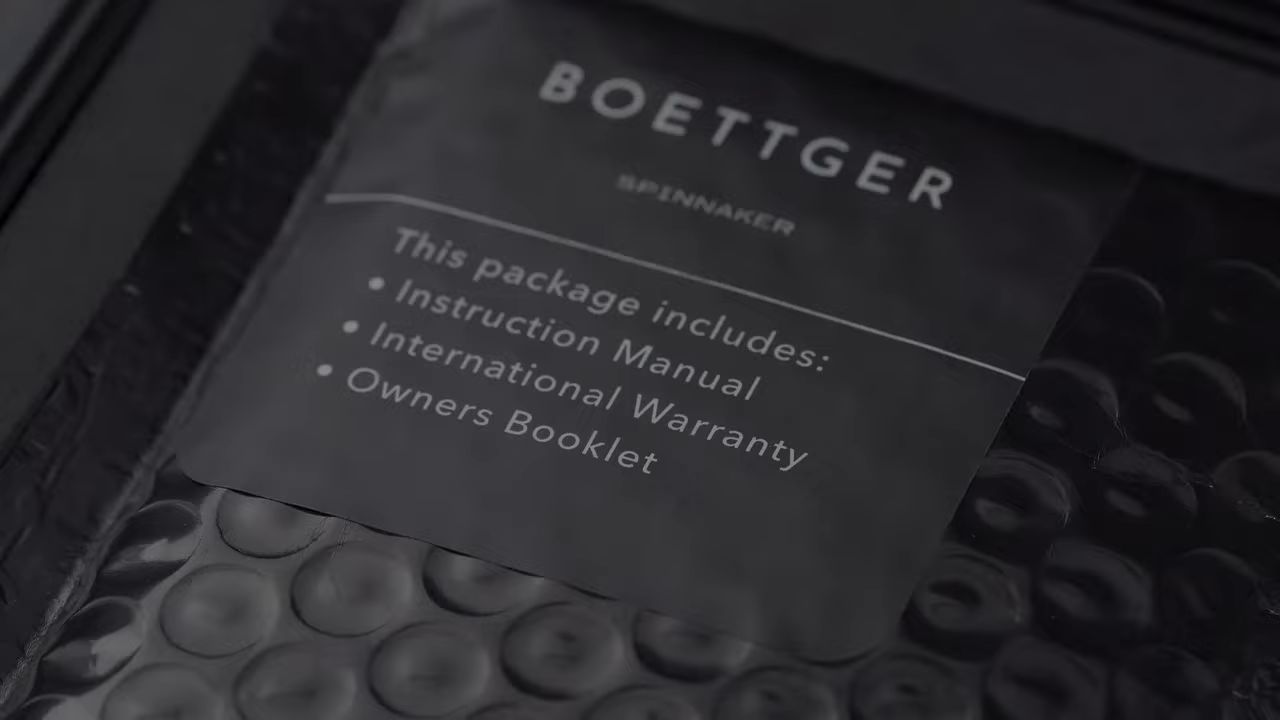 BOETTGER
SPINNAKER
This package includes:
• Instruction Manual
• International Warranty
• Owners Booklet